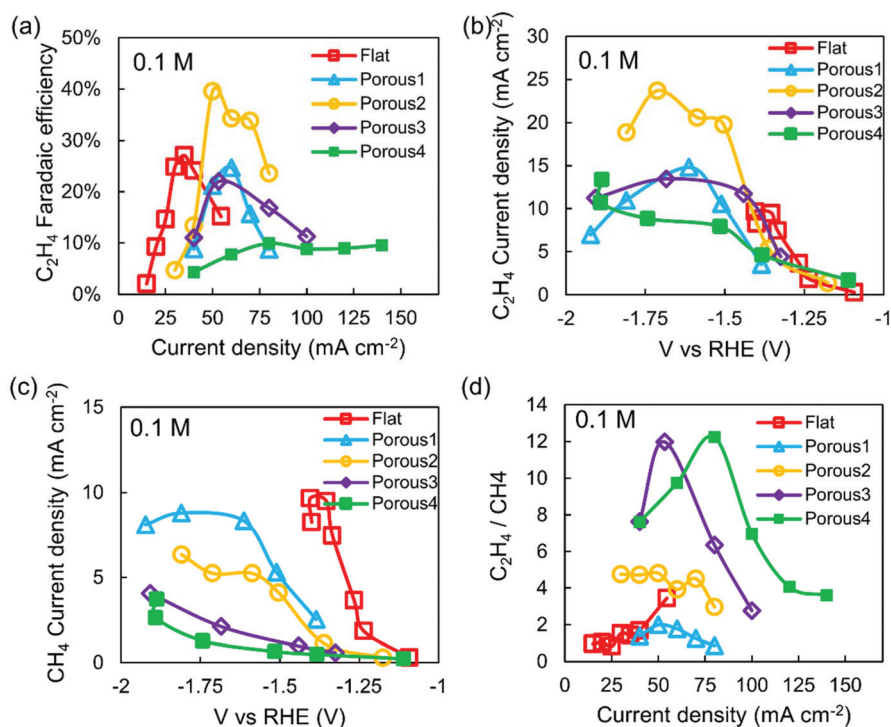 (a)
50%
40%
30%
20%
10%
0%
C2H4 Faradaic efficiency
0.1 M
Flat
Porous1
Porous2
Porous3
Porous4
0 25 50 75 100 125 150
Current density (mA cm-2)
(b)
30
25
20
15
10
5
0
C2H4 Current density (mA cm-2)
0.1 M
Flat
Porous1
Porous2
Porous3
Porous4
-2 -1.75 -1.5 -1.25 -1
V vs RHE (V)
(c)
15
10
5
0
CH4 Current density (mA cm-2)
0.1 M
Flat
Porous1
Porous2
Porous3
Porous4
-2 -1.75 -1.5 -1.25 -1
V vs RHE (V)
(d)
14
12
10
8
6
4
2
0
C2H4 / CH4
0.1 M
Flat
Porous1
Porous2
Porous3
Porous4
0 25 50 75 100 125 150
Current density (mA cm-2)